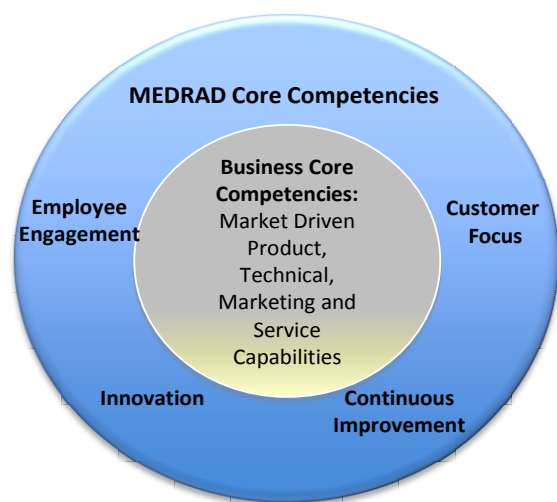 MEDRAD Core Competencies
Business Core
Competencies:
Market Driven
Product,
Technical,
Marketing and
Service
Capabilities
Employee
Engagement
Customer
Focus
Innovation
Continuous
Improvement